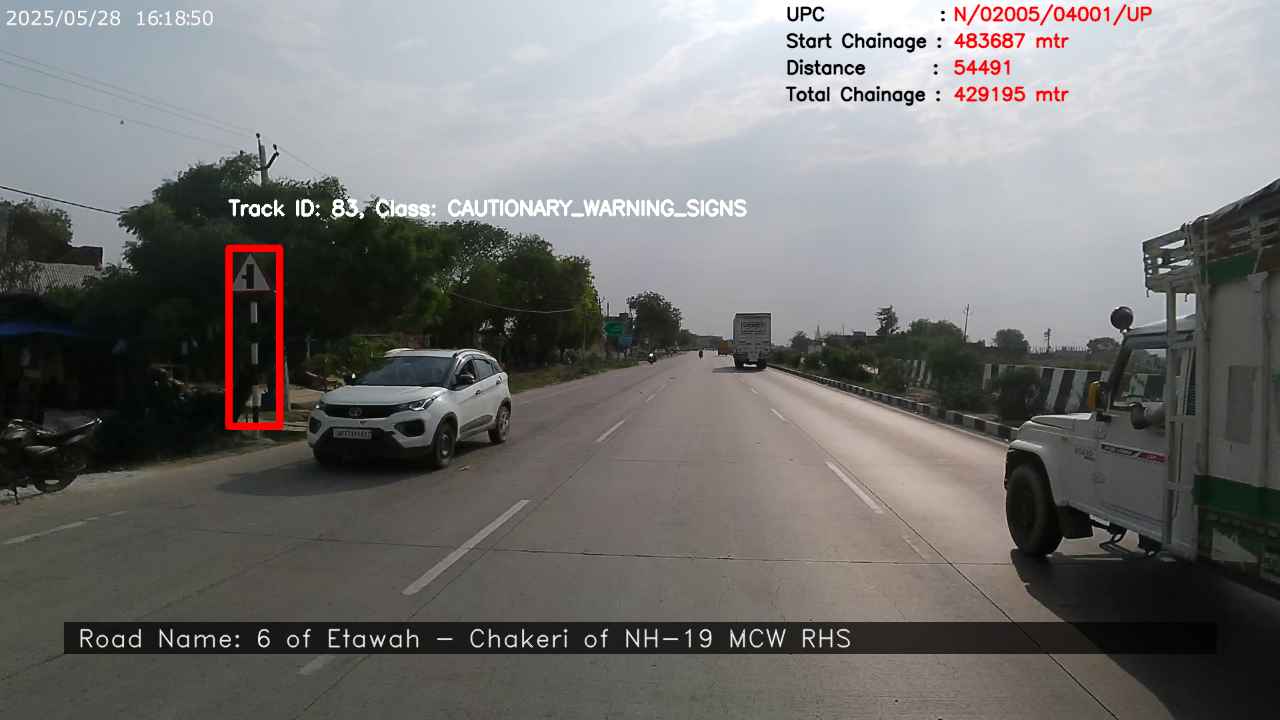 2025/05/28 16:18:50
UPC : N/02005/04001/UP
Start Chainage : 483687 mtr
Distance : 54491
Total Chainage : 429195 mtr
Track ID: 83, Class: CAUTIONARY_WARNING_SIGNS
Road Name: 6 of Etawah - Chakeri of NH-19 MCW RHS